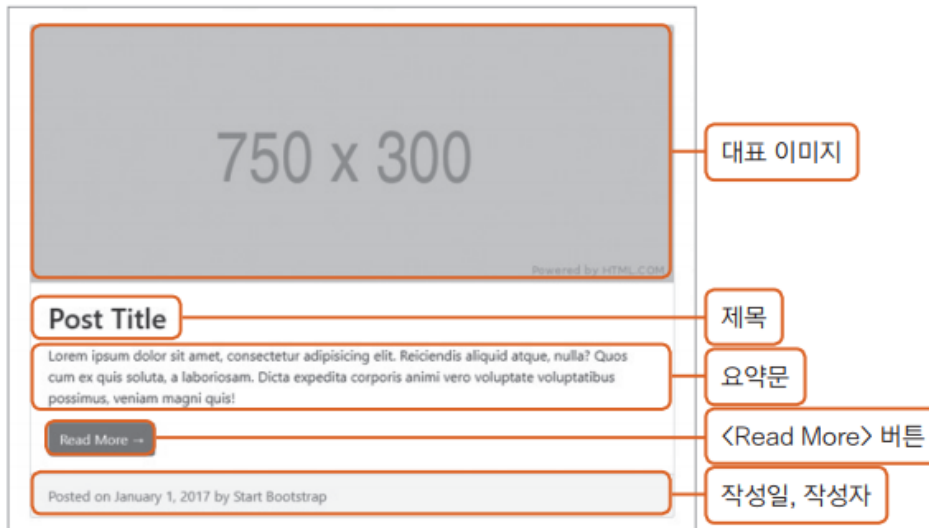 750 x 300
대표 이미지
Powered by HTML.COM
Post Title
제목
Lorem ipsum dolor sit amet, consectetur adipisicing elit. Reiciendis aliquid atque, nulla? Quos
cum ex quis soluta, a laboriosam. Dicta expedita corporis animi vero voluptate voluptatibus
possimus, veniam magni quis!
요약문
Read More →
<Read More> 버튼
Posted on January 1, 2017 by Start Bootstrap
작성일, 작성자